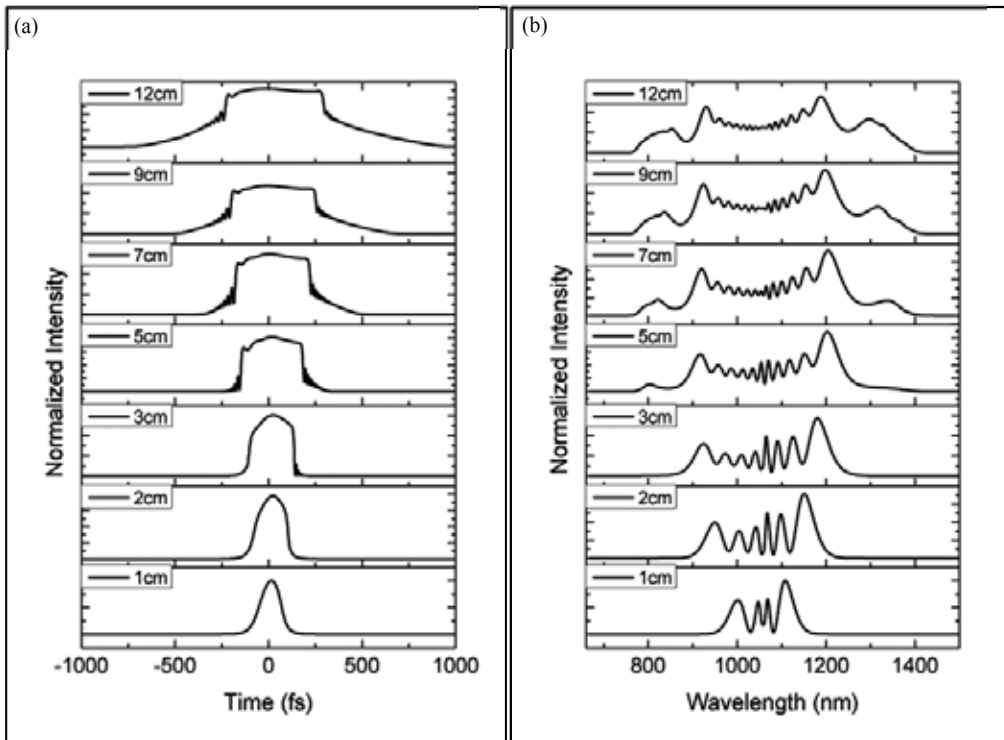 (a)
12cm
9cm
7cm
5cm
3cm
2cm
1cm
Normalized Intensity
-1000 -500 0 500 1000
Time (fs)
(b)
12cm
9cm
7cm
5cm
3cm
2cm
1cm
Normalized Intensity
800 1000 1200 1400
Wavelength (nm)